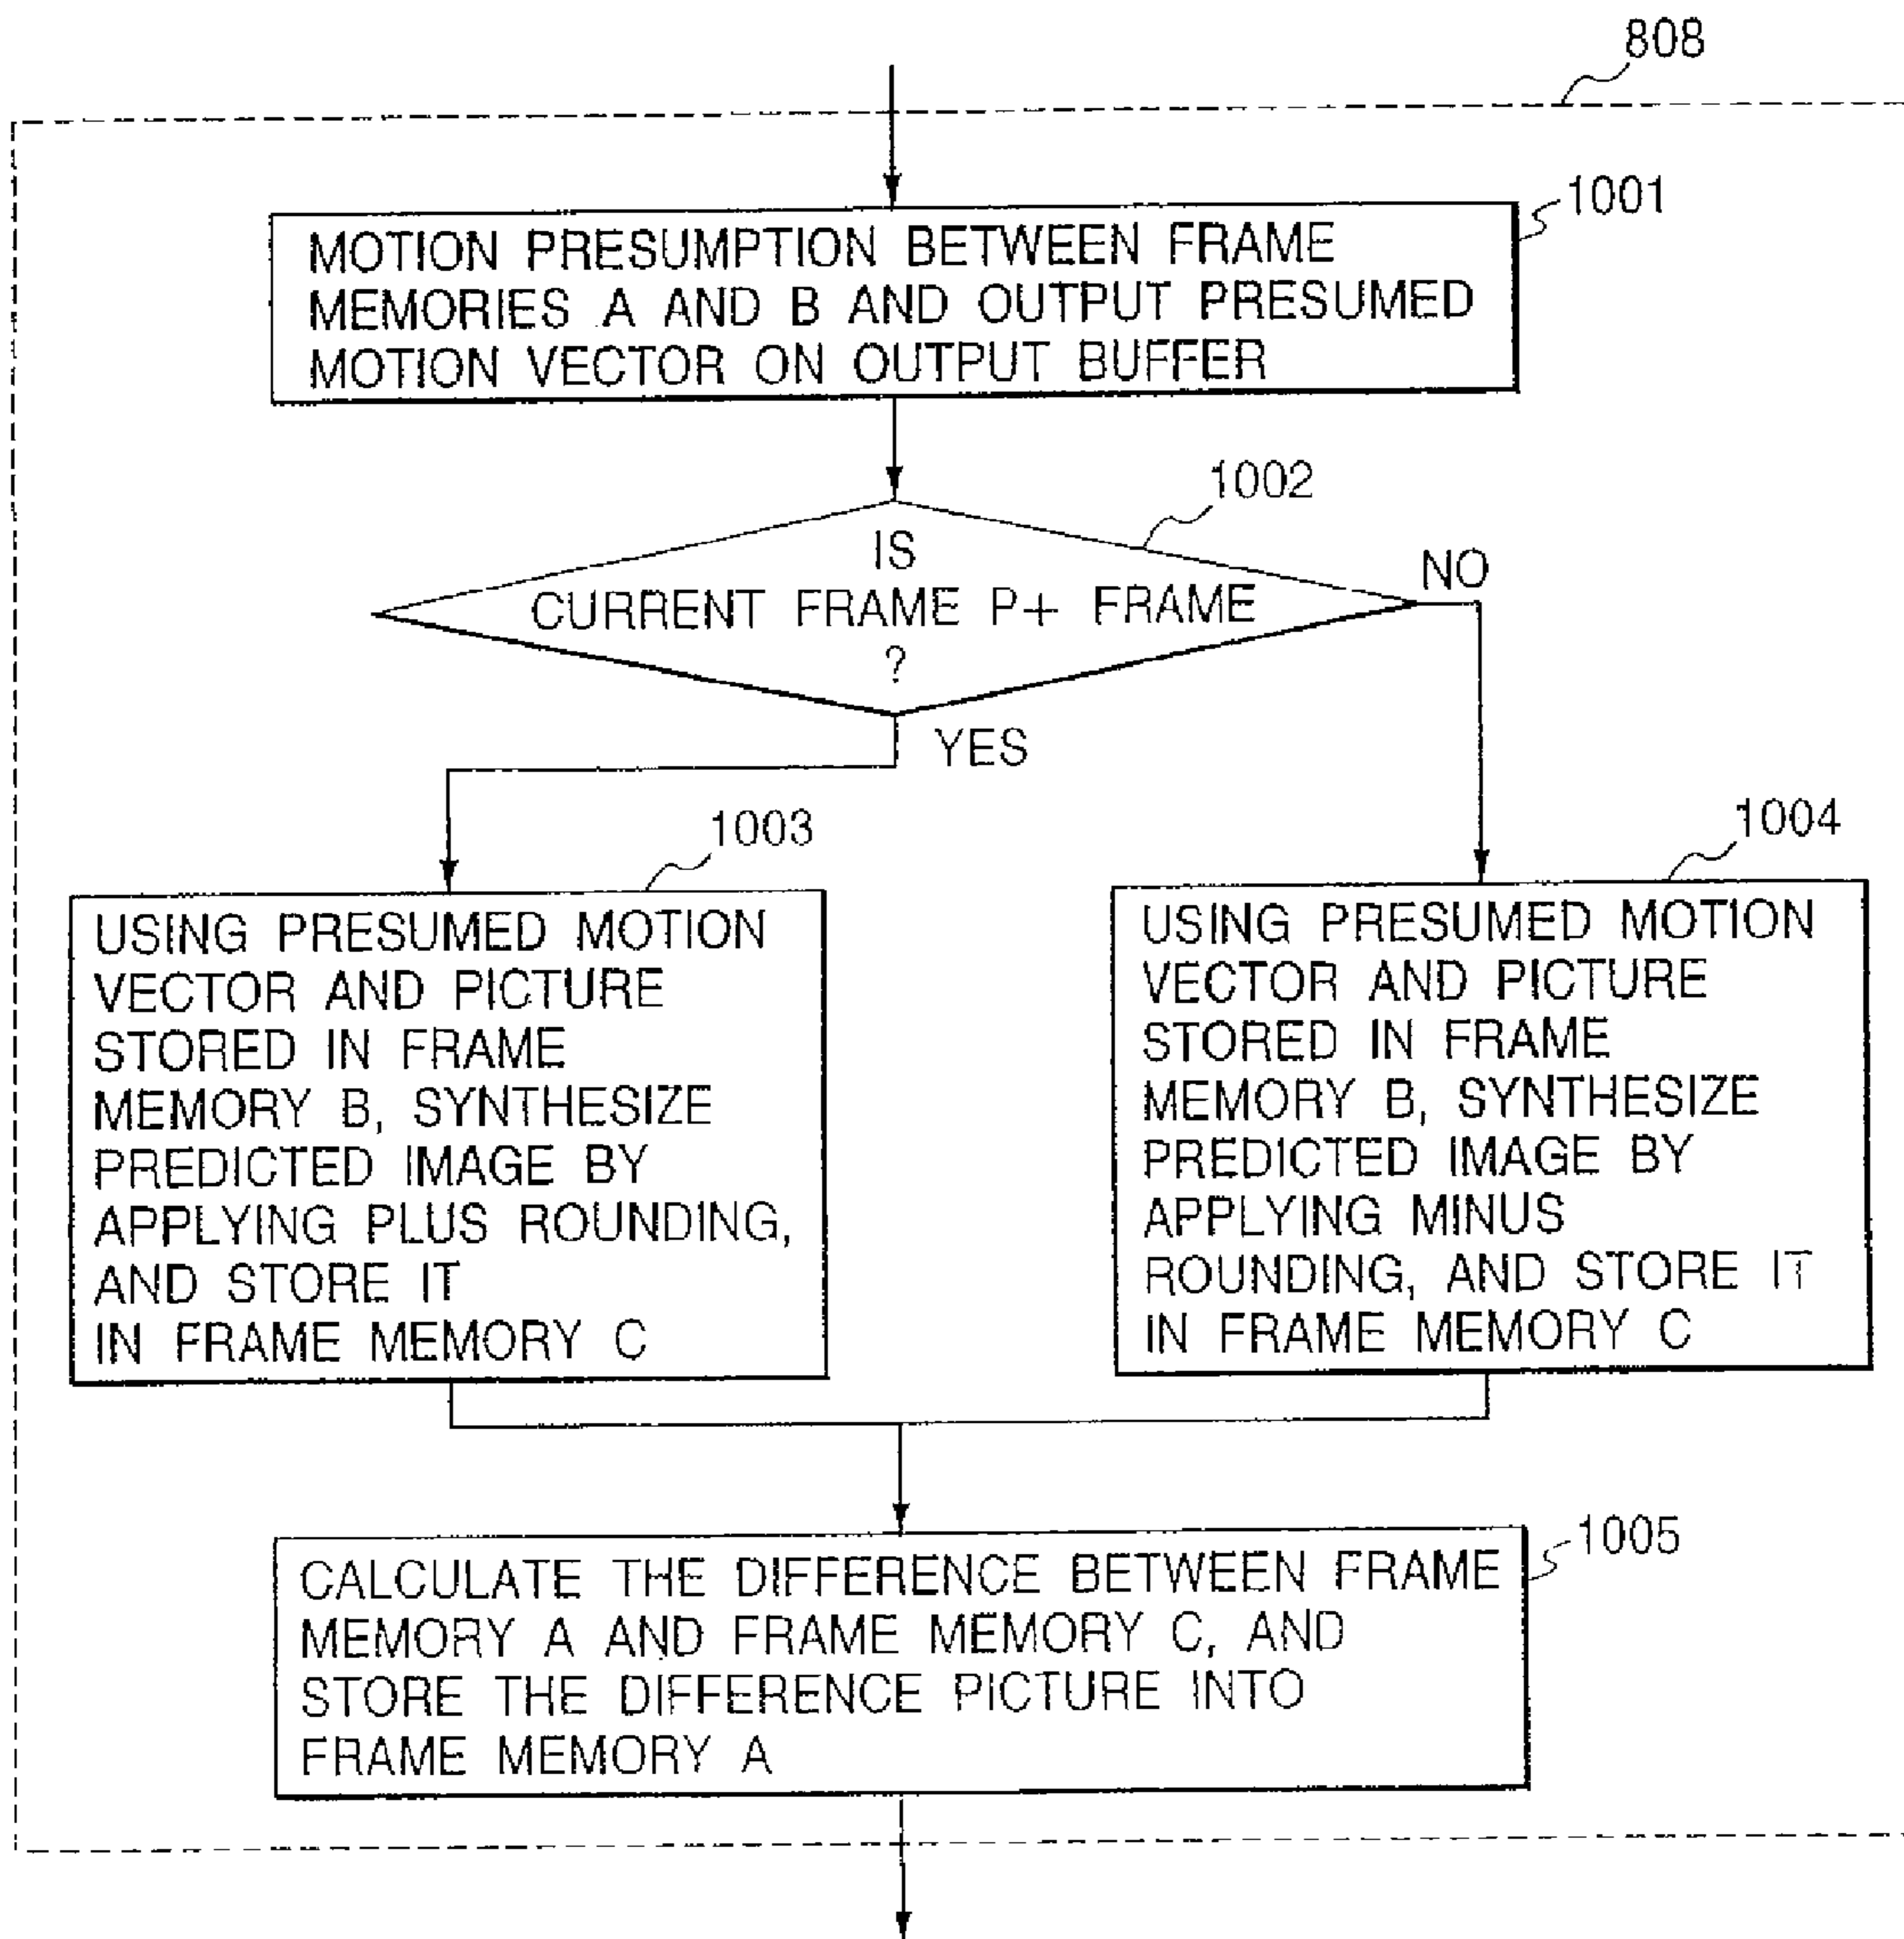 808
1001
MOTION PRESUMPTION BETWEEN FRAME
MEMORIES A AND B AND OUTPUT PRESUMED
MOTION VECTOR ON OUTPUT BUFFER
1002
IS
CURRENT FRAME P+ FRAME
?
NO
YES
1003
USING PRESUMED MOTION
VECTOR AND PICTURE
STORED IN FRAME
MEMORY B, SYNTHESIZE
PREDICTED IMAGE BY
APPLYING PLUS ROUNDING,
AND STORE IT
IN FRAME MEMORY C
1004
USING PRESUMED MOTION
VECTOR AND PICTURE
STORED IN FRAME
MEMORY B, SYNTHESIZE
PREDICTED IMAGE BY
APPLYING MINUS
ROUNDING, AND STORE IT
IN FRAME MEMORY C
1005
CALCULATE THE DIFFERENCE BETWEEN FRAME
MEMORY A AND FRAME MEMORY C, AND
STORE THE DIFFERENCE PICTURE INTO
FRAME MEMORY A